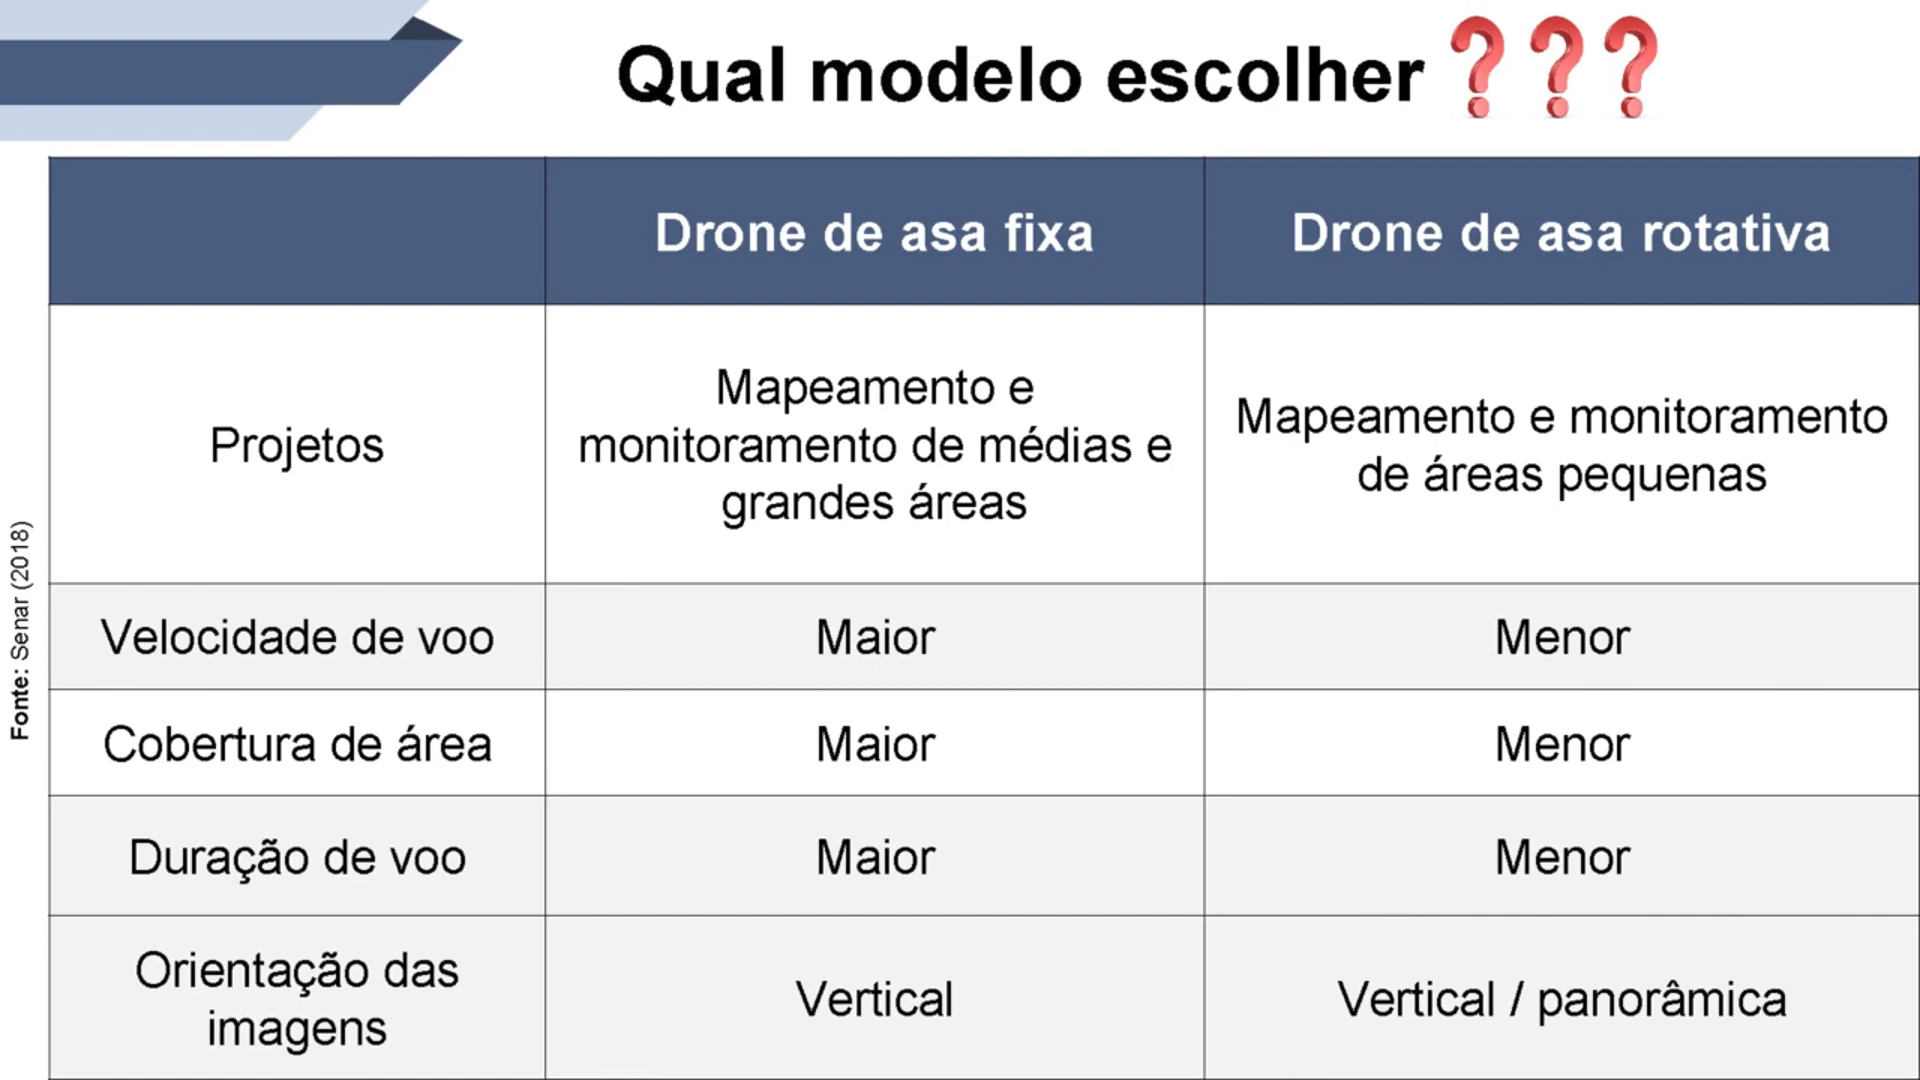 Qual modelo escolher ❓❓❓
Drone de asa fixa
Drone de asa rotativa
Projetos
Mapeamento e
monitoramento de médias e
grandes áreas
Mapeamento e monitoramento
de áreas pequenas
Velocidade de voo
Maior
Menor
Cobertura de área
Maior
Menor
Duração de voo
Maior
Menor
Orientação das
imagens
Vertical
Vertical / panorâmica
Fonte: Senar (2018)